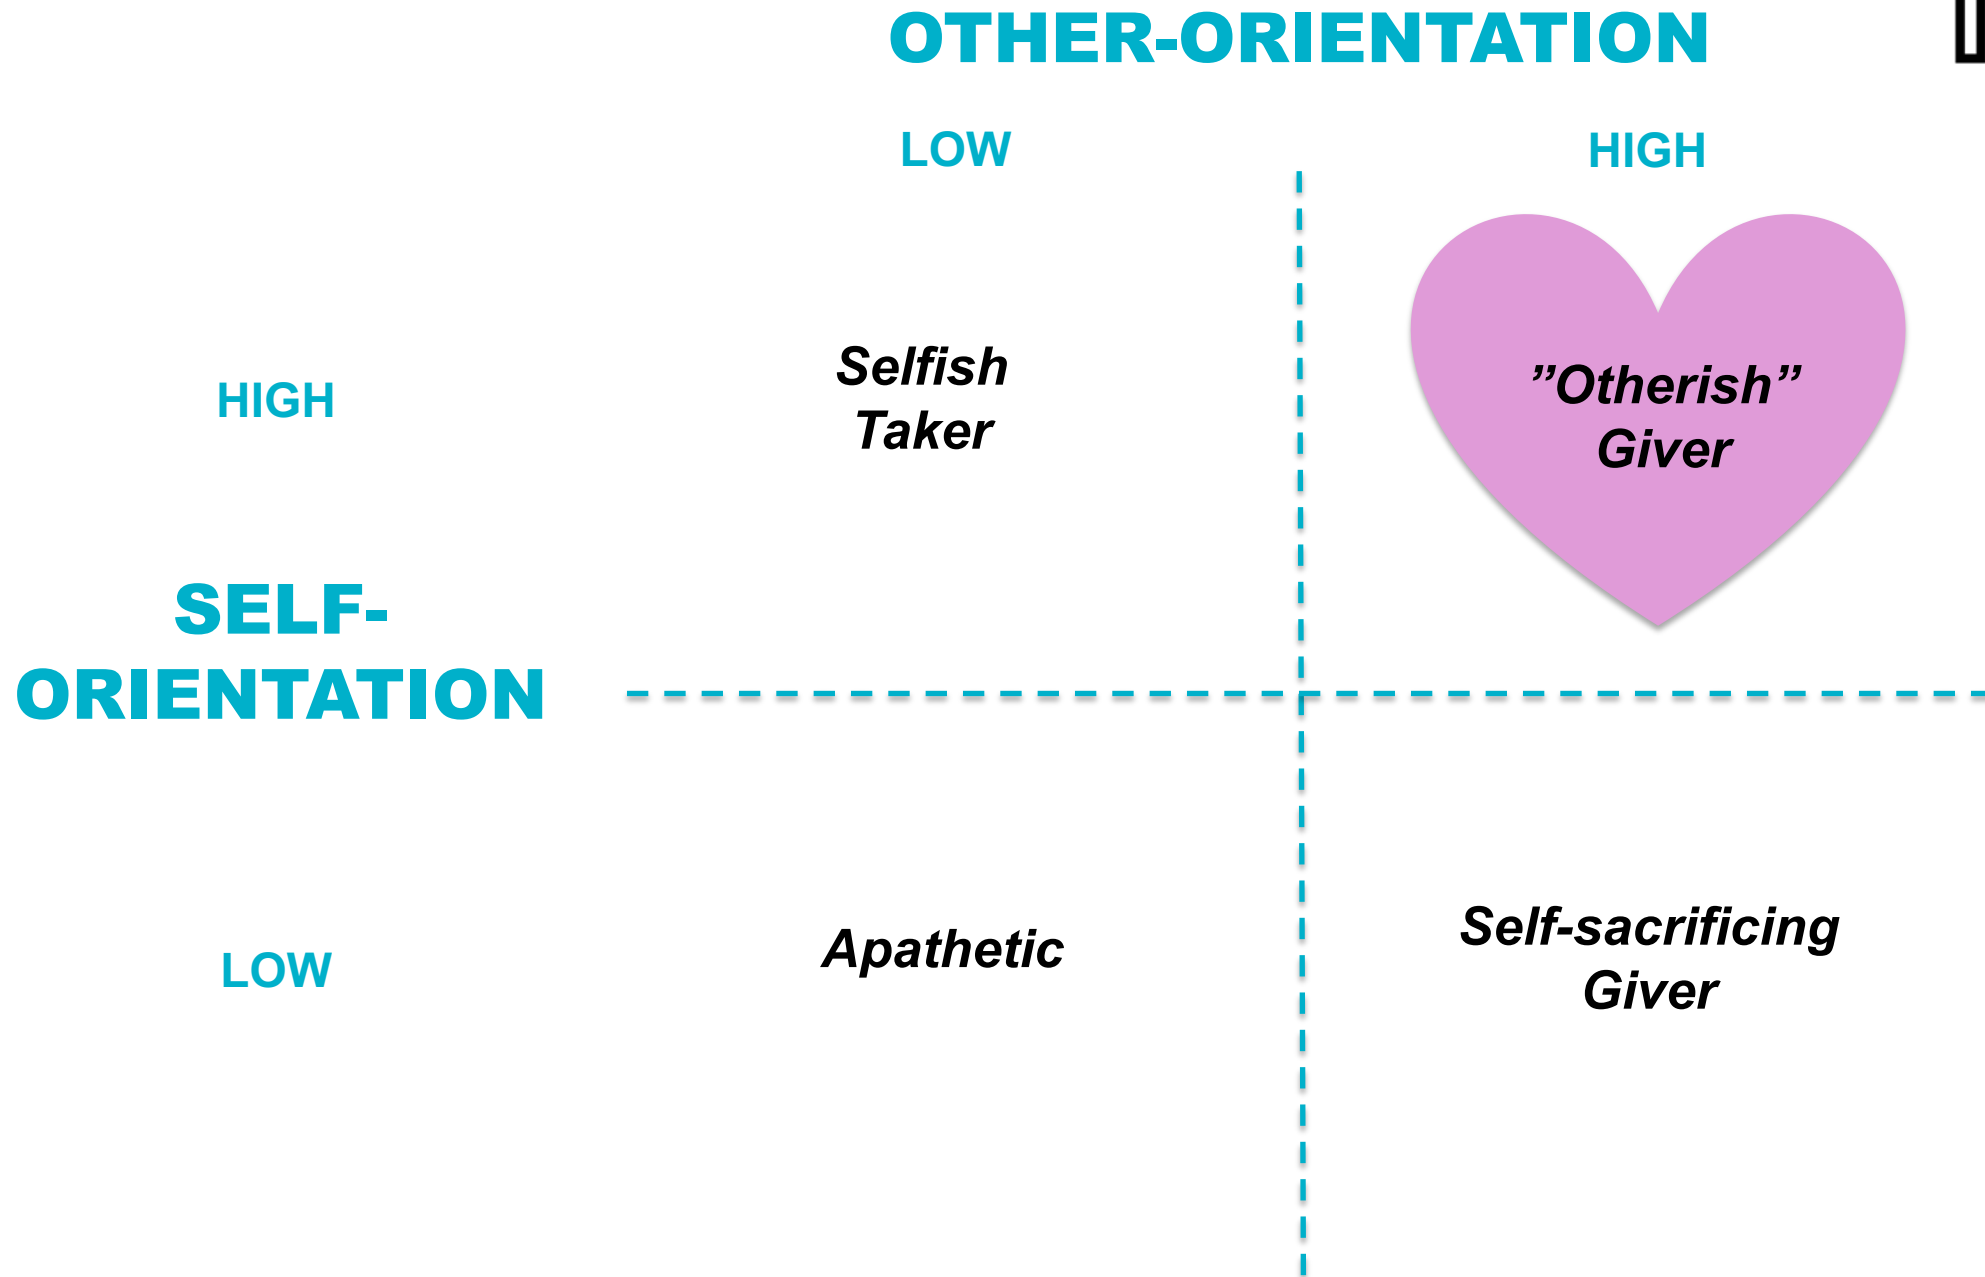 OTHER-ORIENTATION
LOW
HIGH
HIGH
Selfish
Taker
”Otherish”
Giver
SELF-
ORIENTATION
LOW
Apathetic
Self-sacrificing
Giver